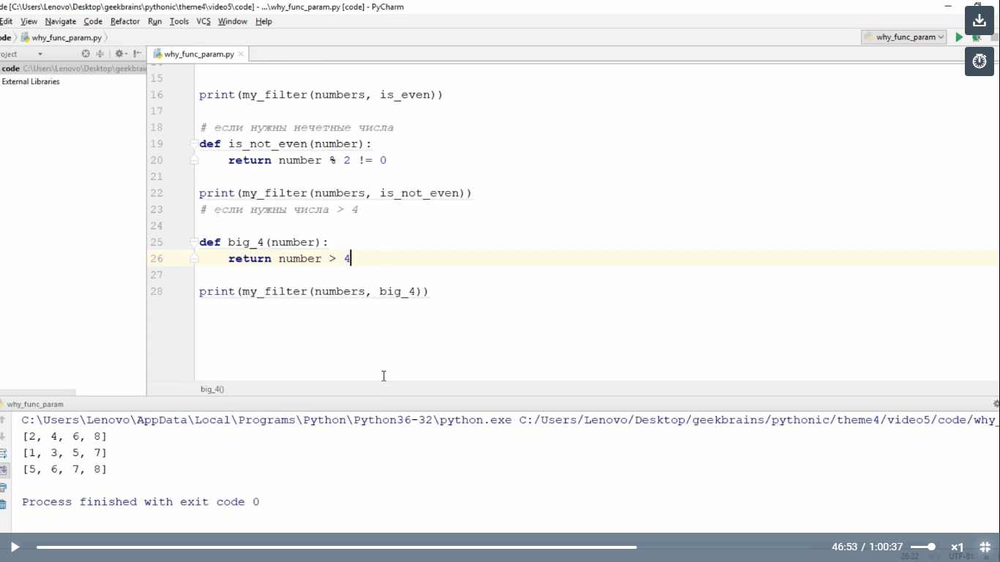 de [C:\Users\Lenovo\Desktop\geekbrains\pythonic\theme4\video5\code] - ...\why_func_param.py [code] - PyCharm
Edit View Navigate Code Refactor Run Tools VCS Window Help
ode why_func_param.py
why_func_param
roject
why_func_param.py
code C:\Users\Lenovo\Desktop\geekbrain
External Libraries
15
16 print(my_filter(numbers, is_even))
17
18 # если нужны нечетные числа
19 def is_not_even(number):
20 return number % 2 != 0
21
22 print(my_filter(numbers, is_not_even))
23 # если нужны числа > 4
24
25 def big_4(number):
26 return number > 4
27
28 print(my_filter(numbers, big_4))
big_4()
why_func_param
C:\Users\Lenovo\AppData\Local\Programs\Python\Python36-32\python.exe C:/Users/Lenovo/Desktop/geekbrains/pythonic/theme4/video5/code/why_
[2, 4, 6, 8]
[1, 3, 5, 7]
[5, 6, 7, 8]
Process finished with exit code 0
46:53 / 1:00:37 ×1
26:22 n/a UTF-8